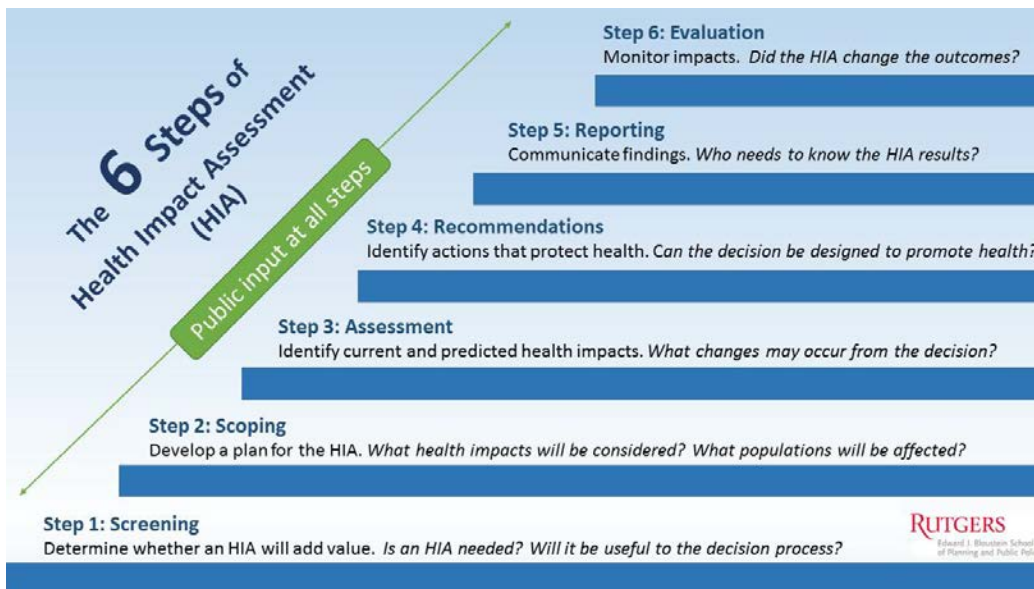 The 6 Steps of
Health Impact Assessment
(HIA)
Public input at all steps
Step 6: Evaluation
Monitor impacts. Did the HIA change the outcomes?
Step 5: Reporting
Communicate findings. Who needs to know the HIA results?
Step 4: Recommendations
Identify actions that protect health. Can the decision be designed to promote health?
Step 3: Assessment
Identify current and predicted health impacts. What changes may occur from the decision?
Step 2: Scoping
Develop a plan for the HIA. What health impacts will be considered? What populations will be affected?
Step 1: Screening
Determine whether an HIA will add value. Is an HIA needed? Will it be useful to the decision process?
RUTGERS
Edward J. Bloustein School
of Planning and Public Polic